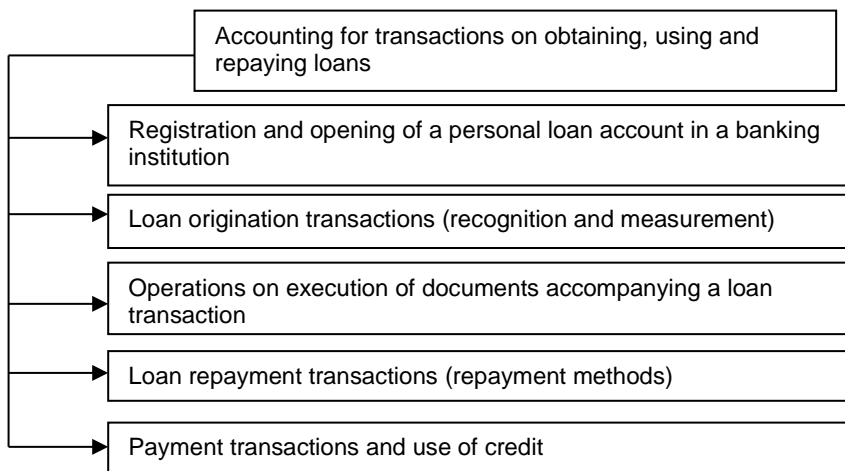 Accounting for transactions on obtaining, using and
repaying loans
Registration and opening of a personal loan account in a banking
institution
Loan origination transactions (recognition and measurement)
Operations on execution of documents accompanying a loan
transaction
Loan repayment transactions (repayment methods)
Payment transactions and use of credit